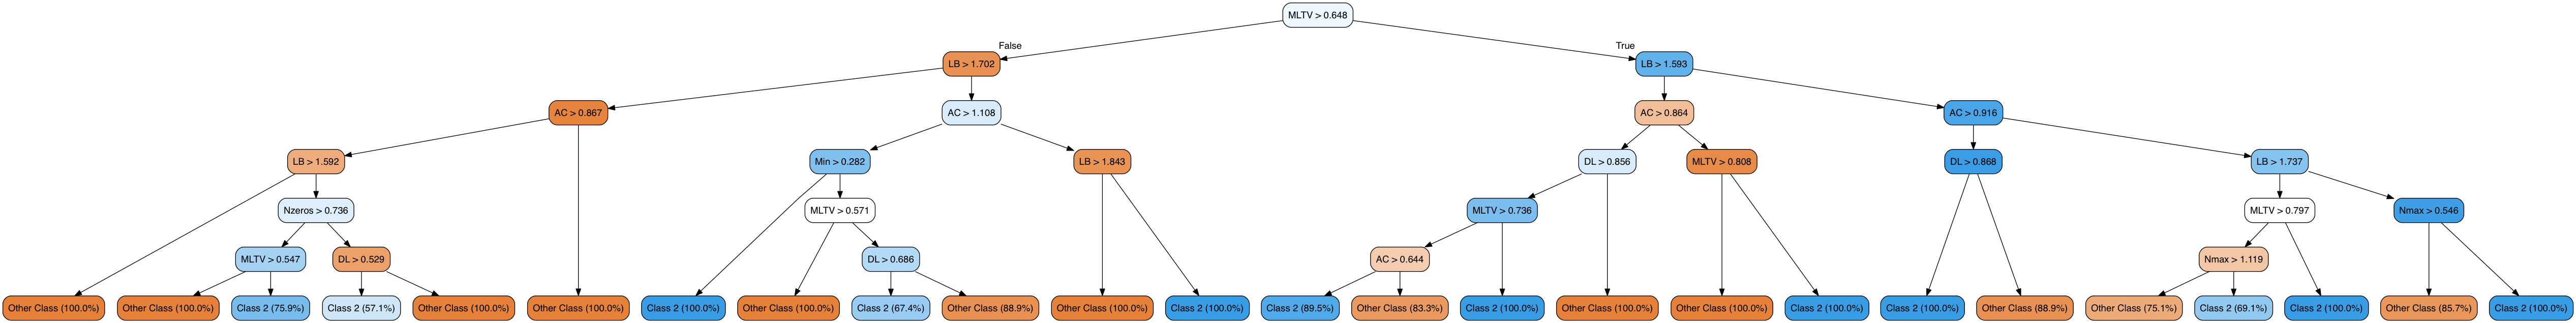 MLTV > 0.648
False
True
LB > 1.702
LB > 1.593
AC > 0.867
AC > 1.108
AC > 0.864
AC > 0.916
LB > 1.592
Min > 0.282
LB > 1.843
DL > 0.856
MLTV > 0.808
DL > 0.868
LB > 1.737
Nzeros > 0.736
MLTV > 0.571
MLTV > 0.736
MLTV > 0.797
Nmax > 0.546
MLTV > 0.547
DL > 0.529
DL > 0.686
AC > 0.644
Nmax > 1.119
Other Class (100.0%)
Other Class (100.0%)
Class 2 (75.9%)
Class 2 (57.1%)
Other Class (100.0%)
Other Class (100.0%)
Class 2 (100.0%)
Other Class (100.0%)
Class 2 (67.4%)
Other Class (88.9%)
Other Class (100.0%)
Class 2 (100.0%)
Class 2 (89.5%)
Other Class (83.3%)
Class 2 (100.0%)
Other Class (100.0%)
Other Class (100.0%)
Class 2 (100.0%)
Class 2 (100.0%)
Other Class (88.9%)
Other Class (75.1%)
Class 2 (69.1%)
Class 2 (100.0%)
Other Class (85.7%)
Class 2 (100.0%)